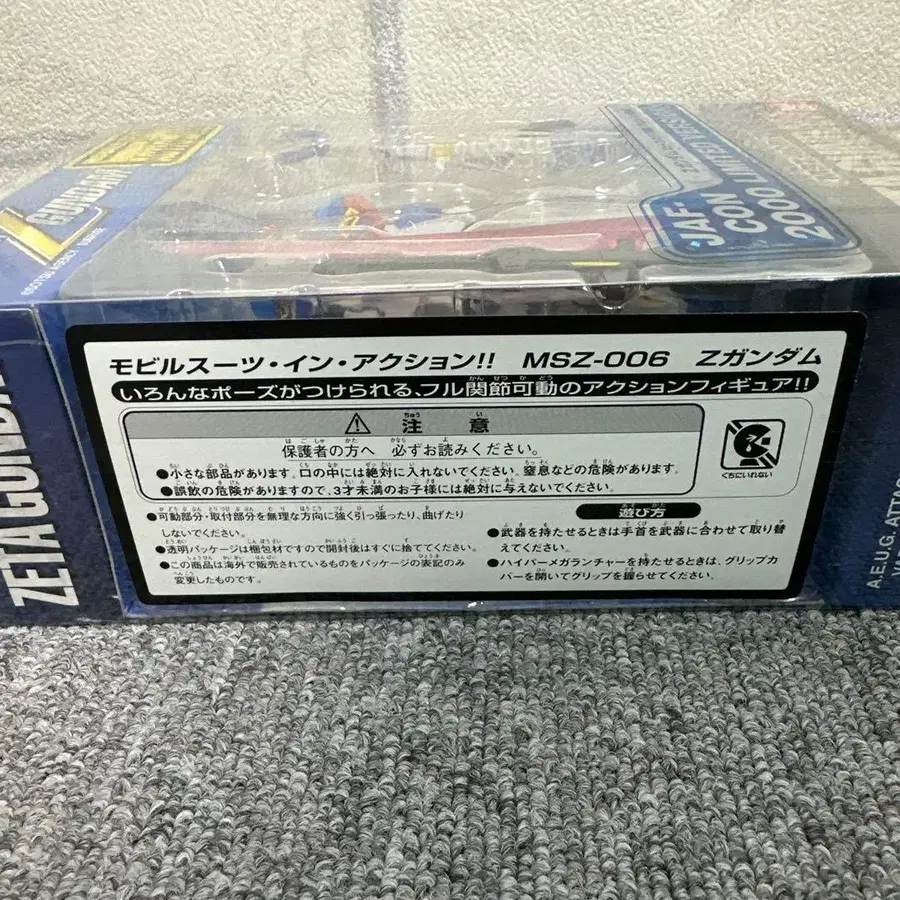 GUNDAM
JAF-
CON
2000
LIMITED VERSION
ZETA GUNDA
モビルスーツ・イン・アクション!! MSZ-006 Zガンダム
いろんなポーズがつけられる、フル関節可動のアクションフィギュア!!
⚠ 注意
保護者の方へ 必ずお読みください。
●小さな部品があります。口の中には絶対に入れないでください。窒息などの危険があります。
●誤飲の危険がありますので、3才未満のお子様には絶対に与えないでください。
くちにいれない
●可動部分・取付部分を無理な方向に強く引っ張ったり、曲げたり
しないでください。
●透明パッケージは梱包材ですので開封後はすぐに捨ててください。
●この商品は海外で販売されているものをパッケージの表記のみ
変更したものです。
遊び方
●武器を持たせるときは手首を武器に合わせて取り替
えてください。
●ハイパーメガランチャーを持たせるときは、グリップカ
バーを開いてグリップを握らせてください。
A.E.U.G. ATTAC